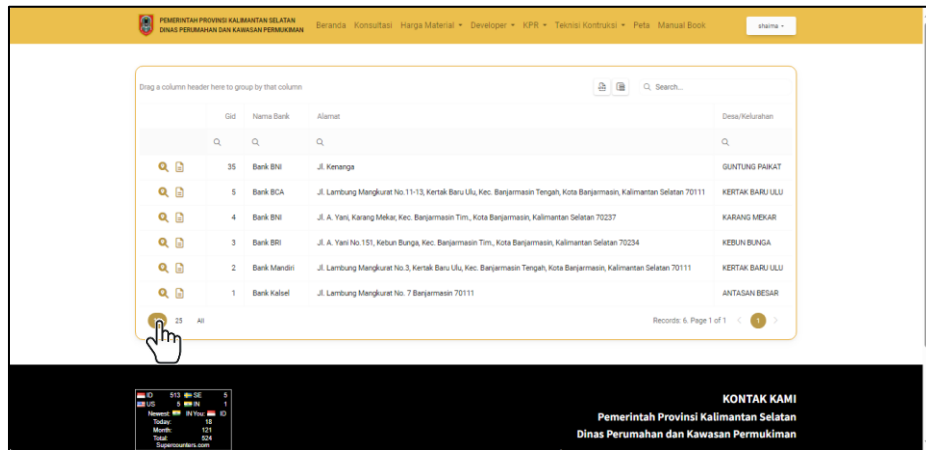 PEMERINTAH PROVINSI KALIMANTAN SELATAN
DINAS PERUMAHAN DAN KAWASAN PERMUKIMAN
Beranda Konsultasi Harga Material Developer KPR Teknisi Kontruksi Peta Manual Book
shaima
Drag a column header here to group by that column
Search...
Gid Nama Bank Alamat Desa/Kelurahan
35 Bank BNI Jl. Kenanga GUNTUNG PAIKAT
5 Bank BCA Jl. Lambung Mangkurat No.11-13, Kertak Baru Ulu, Kec. Banjarmasin Tengah, Kota Banjarmasin, Kalimantan Selatan 70111 KERTAK BARU ULU
4 Bank BNI Jl. A. Yani, Karang Mekar, Kec. Banjarmasin Tim., Kota Banjarmasin, Kalimantan Selatan 70237 KARANG MEKAR
3 Bank BRI Jl. A. Yani No.151, Kebun Bunga, Kec. Banjarmasin Tim., Kota Banjarmasin, Kalimantan Selatan 70234 KEBUN BUNGA
2 Bank Mandiri Jl. Lambung Mangkurat No.3, Kertak Baru Ulu, Kec. Banjarmasin Tengah, Kota Banjarmasin, Kalimantan Selatan 70111 KERTAK BARU ULU
1 Bank Kalsel Jl. Lambung Mangkurat No. 7 Banjermasin 70111 ANTASAN BESAR
25 All
Records: 6. Page 1 of 1
1
ID 513 SE 5
US 5 IN 1
Newest: IN You: ID
Today: 18
Month: 121
Total: 524
Supercounters.com
KONTAK KAMI
Pemerintah Provinsi Kalimantan Selatan
Dinas Perumahan dan Kawasan Permukiman